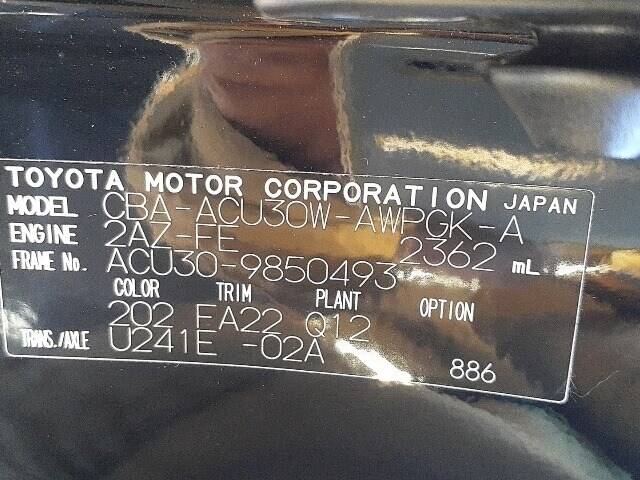 TOYOTA MOTOR CORPORATION JAPAN
MODEL CBA-ACU30W-AWPGK-A
ENGINE 2AZ-FE 2362 mL
FRAME No. ACU30-9850493
COLOR TRIM PLANT OPTION
202 FA22 Q12
TRANS./AXLE U241E -02A
886